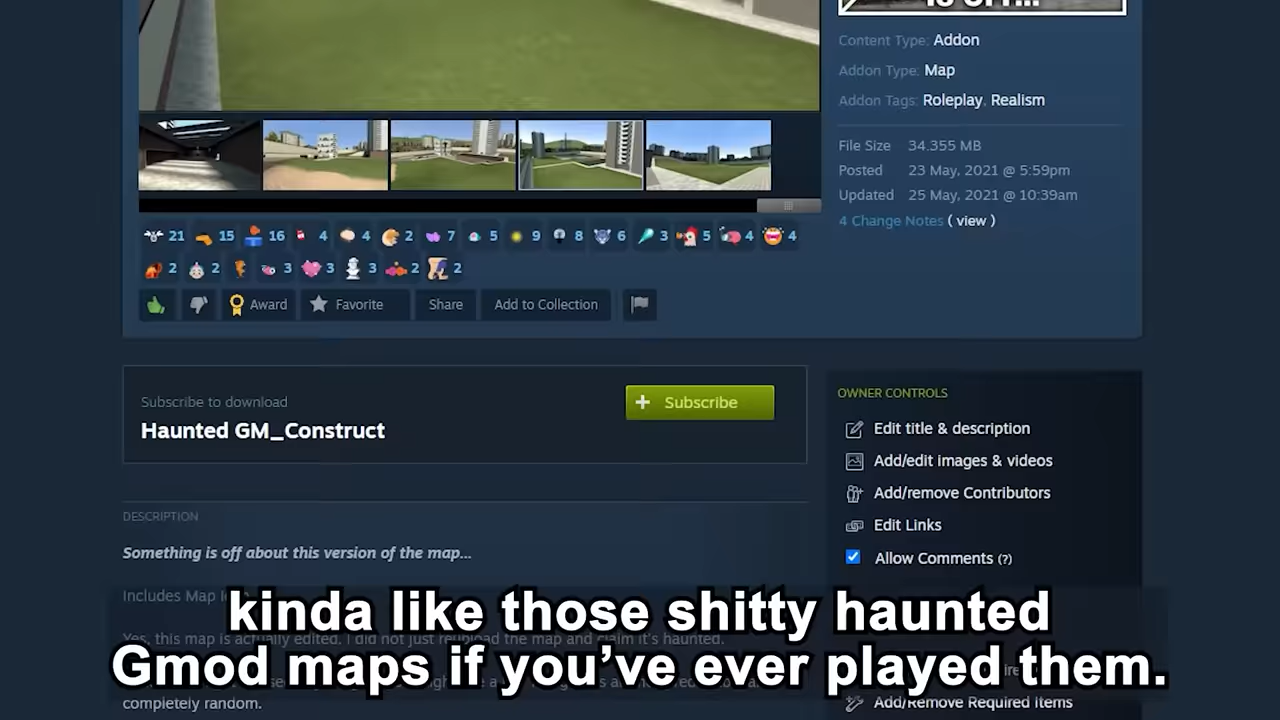 IS OFF...
Content Type: Addon
Addon Type: Map
Addon Tags: Roleplay, Realism
File Size 34.355 MB
Posted 23 May, 2021 @ 5:59pm
Updated 25 May, 2021 @ 10:39am
4 Change Notes ( view )
21 15 16 4 4 2 7 5 9 8 6 3 5 4 4
2 2 3 3 3 2 2
Award Favorite Share Add to Collection
Subscribe to download
Haunted GM_Construct
Subscribe
DESCRIPTION
Something is off about this version of the map...
Includes Map
Yes, this map is actually edited. I did not just reupload the map and claim it's haunted.
completely random.
OWNER CONTROLS
Edit title & description
Add/edit images & videos
Add/remove Contributors
Edit Links
Allow Comments (?)
Add/Remove Required Items
kinda like those shitty haunted
Gmod maps if you've ever played them.